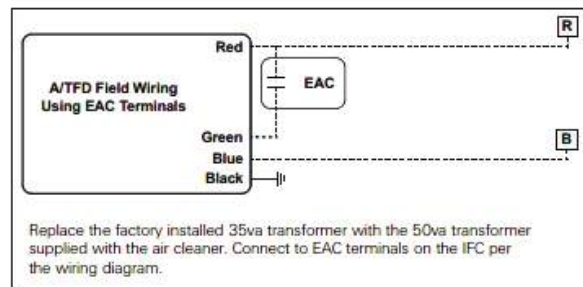 R
Red
A/TFD Field Wiring
Using EAC Terminals
EAC
Green
B
Blue
Black
Replace the factory installed 35va transformer with the 50va transformer
supplied with the air cleaner. Connect to EAC terminals on the IFC per
the wiring diagram.